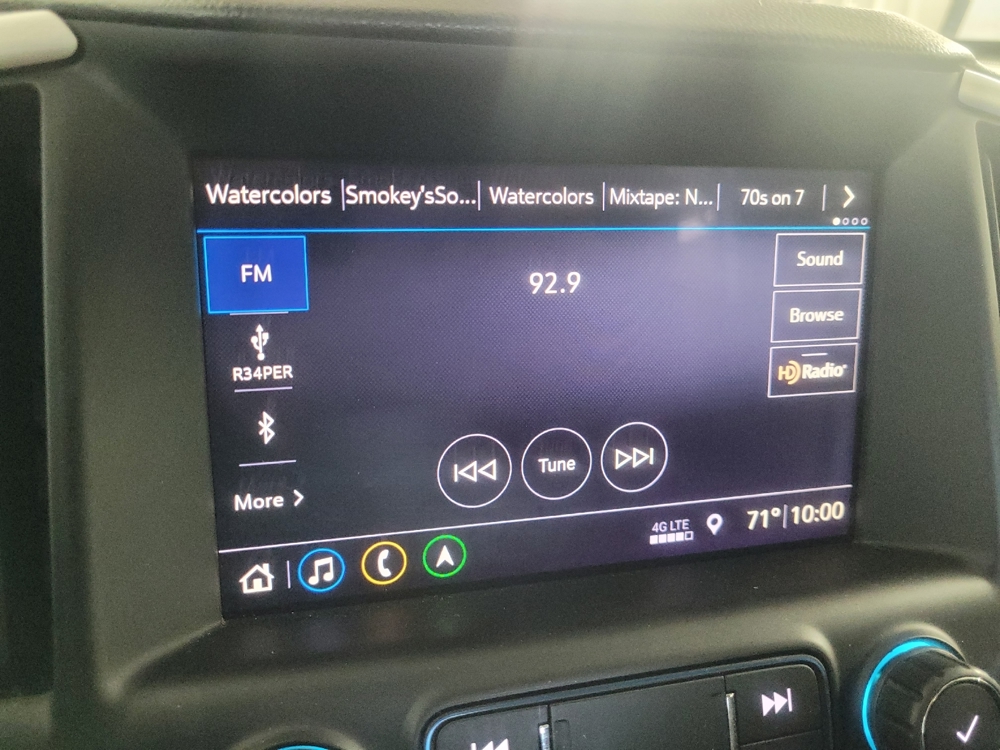 Watercolors Smokey'sSo... Watercolors Mixtape: N... 70s on 7
FM
92.9
Sound
Browse
R34PER
HD Radio
More
Tune
4G LTE
71° 10:00